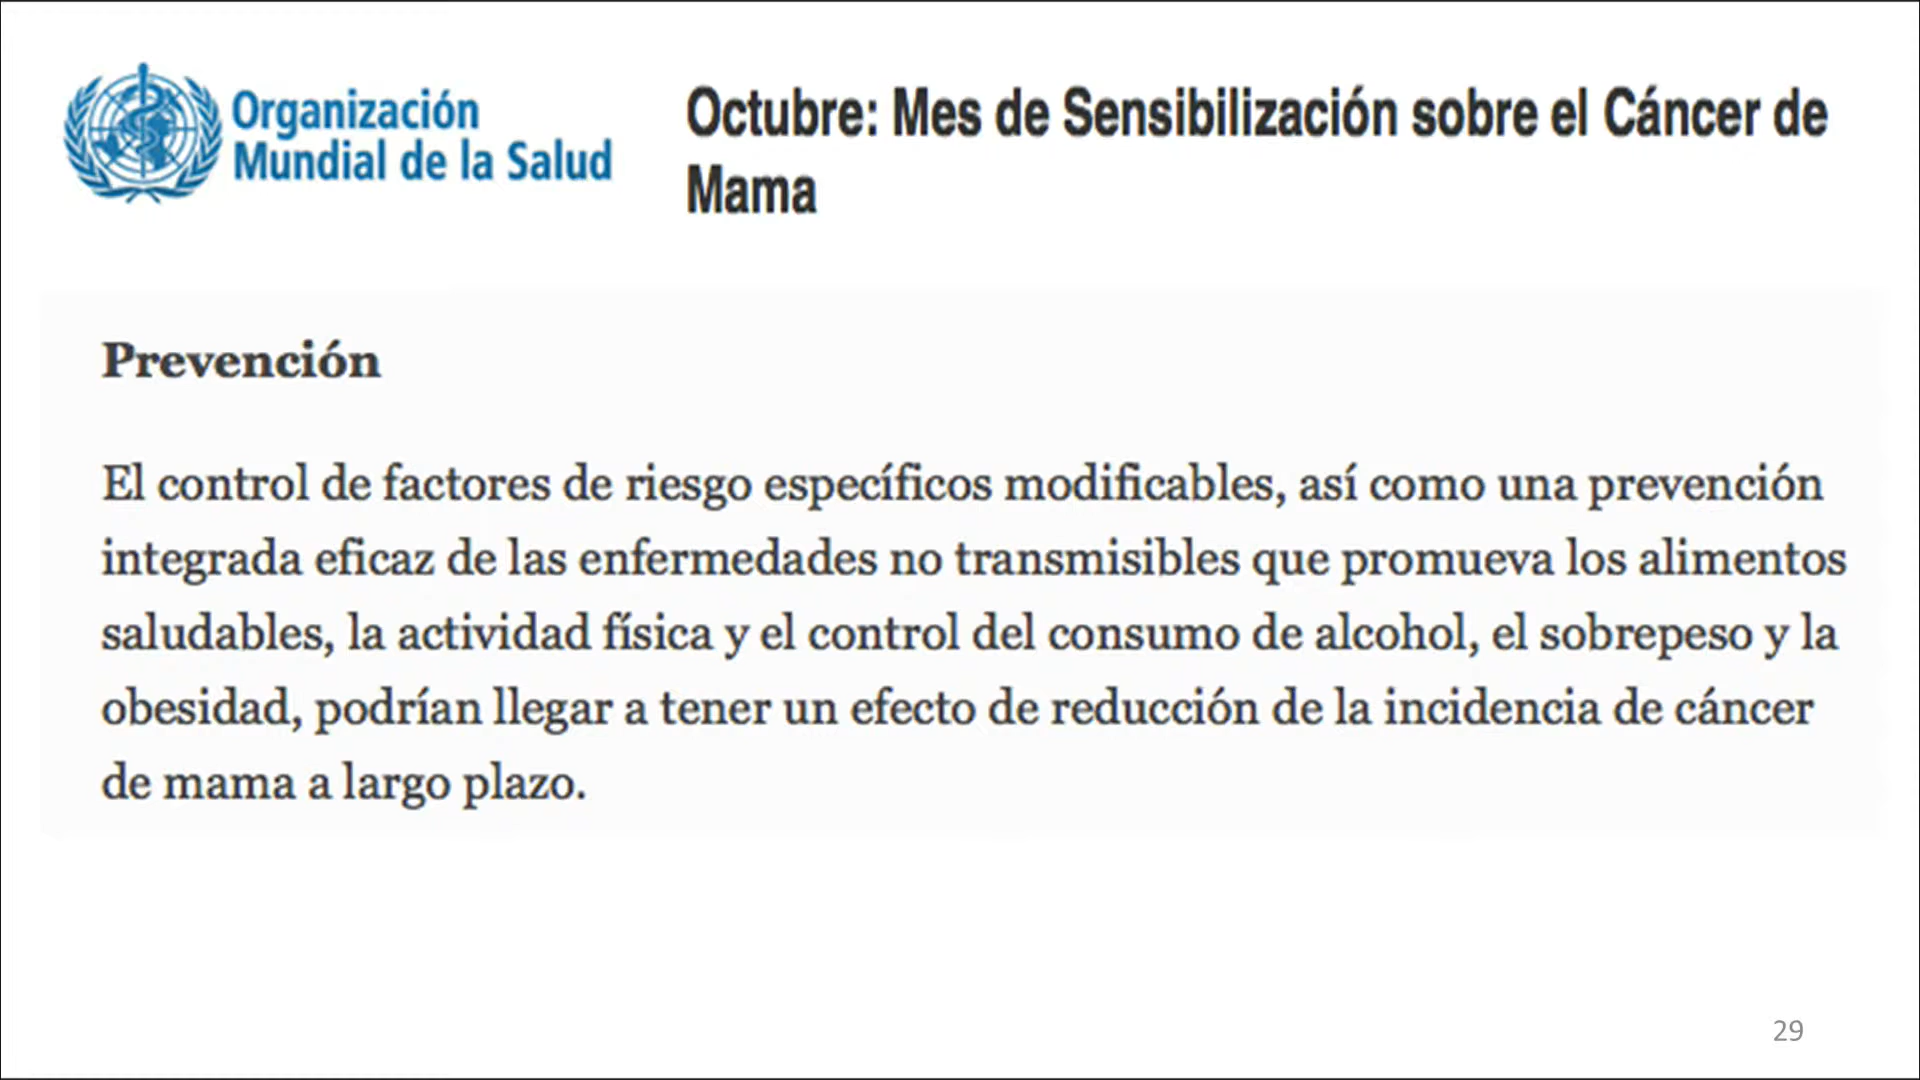 Organización
Mundial de la Salud
Octubre: Mes de Sensibilización sobre el Cáncer de
Mama
Prevención
El control de factores de riesgo específicos modificables, así como una prevención
integrada eficaz de las enfermedades no transmisibles que promueva los alimentos
saludables, la actividad física y el control del consumo de alcohol, el sobrepeso y la
obesidad, podrían llegar a tener un efecto de reducción de la incidencia de cáncer
de mama a largo plazo.
29